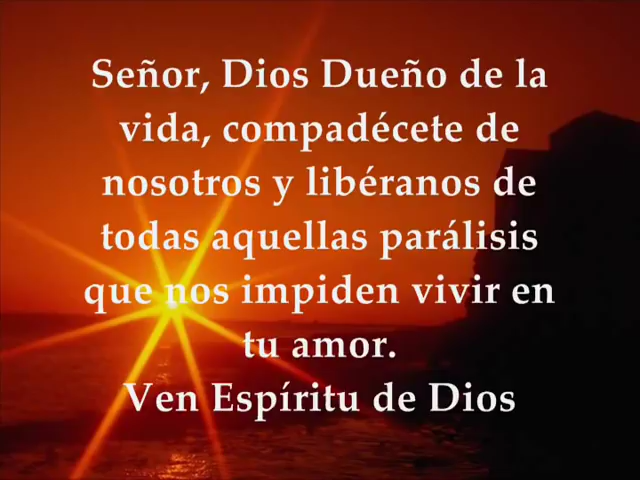 Señor, Dios Dueño de la
vida, compadécete de
nosotros y libéranos de
todas aquellas parálisis
que nos impiden vivir en
tu amor.
Ven Espíritu de Dios